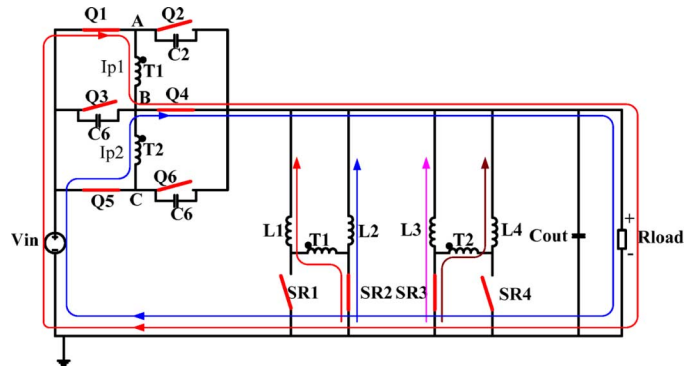 Q1 A Q2
C2
Ip1 T1
Q3 B Q4
C6
Ip2 T2
Q6
Q5 C C6
Vin
L1 T1 L2 L3 T2 L4 Cout + Rload
-
SR1 SR2 SR3 SR4